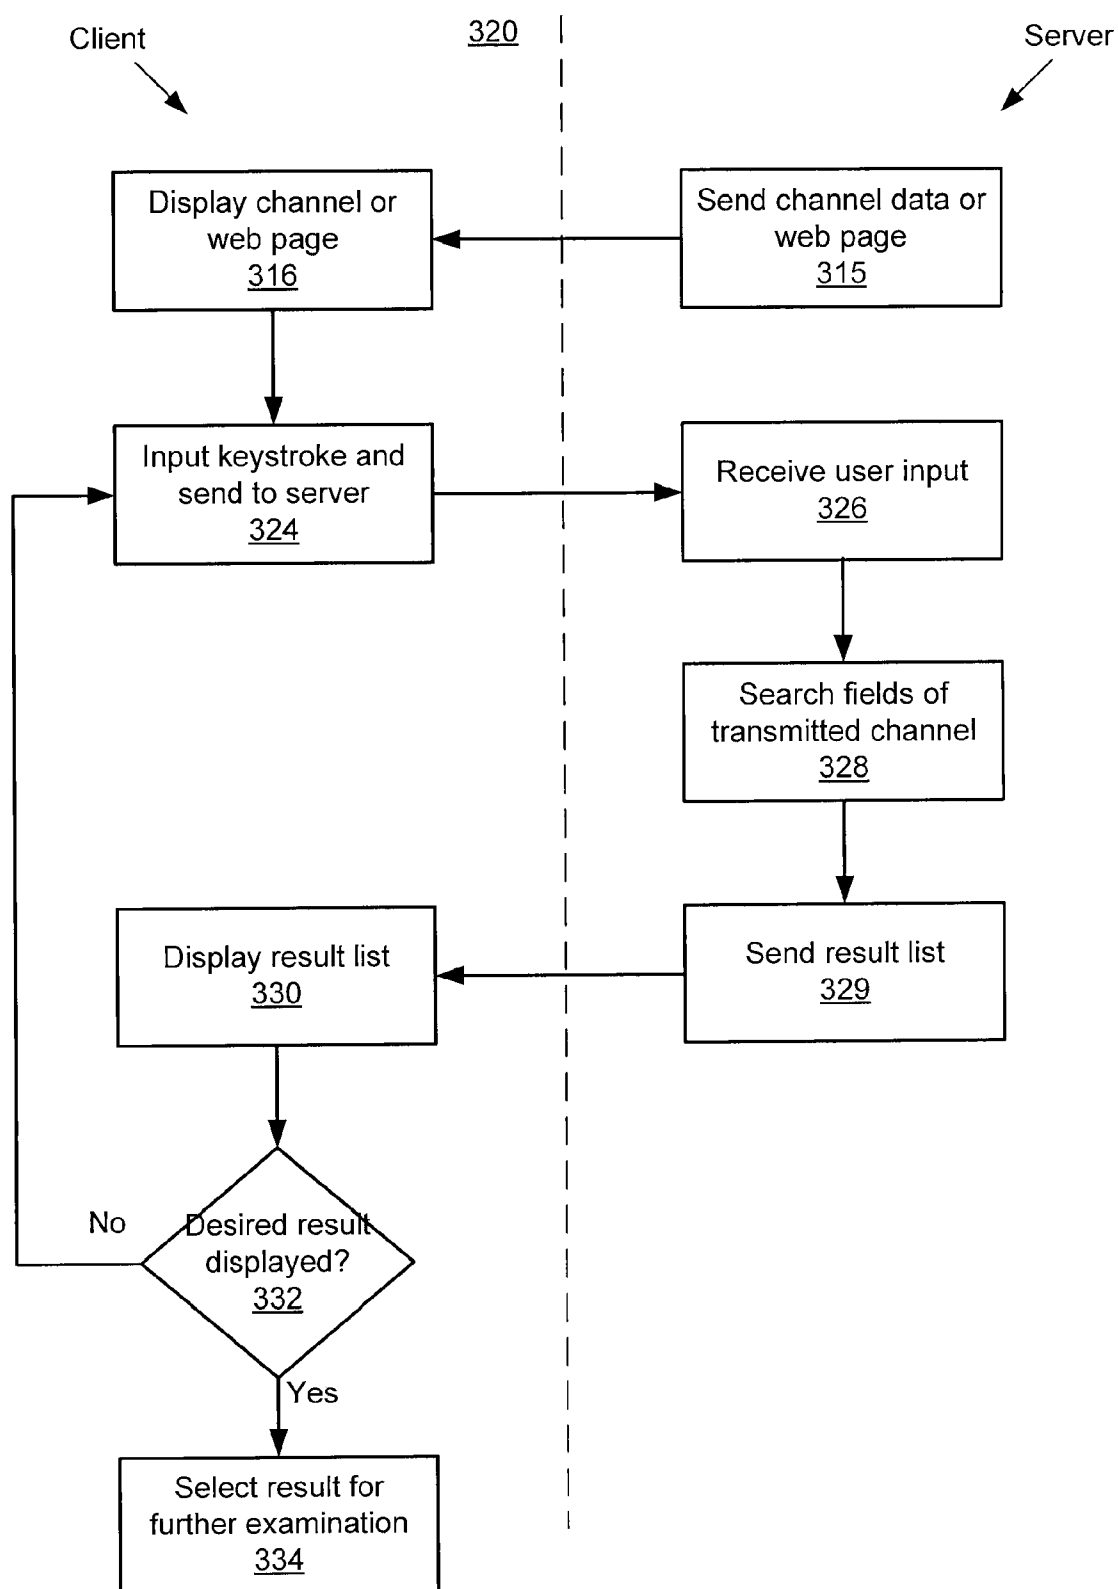 Client
320
Server
Display channel or
web page
316
Send channel data or
web page
315
Input keystroke and
send to server
324
Receive user input
326
Search fields of
transmitted channel
328
Display result list
330
Send result list
329
No
Desired result
displayed?
332
Yes
Select result for
further examination
334